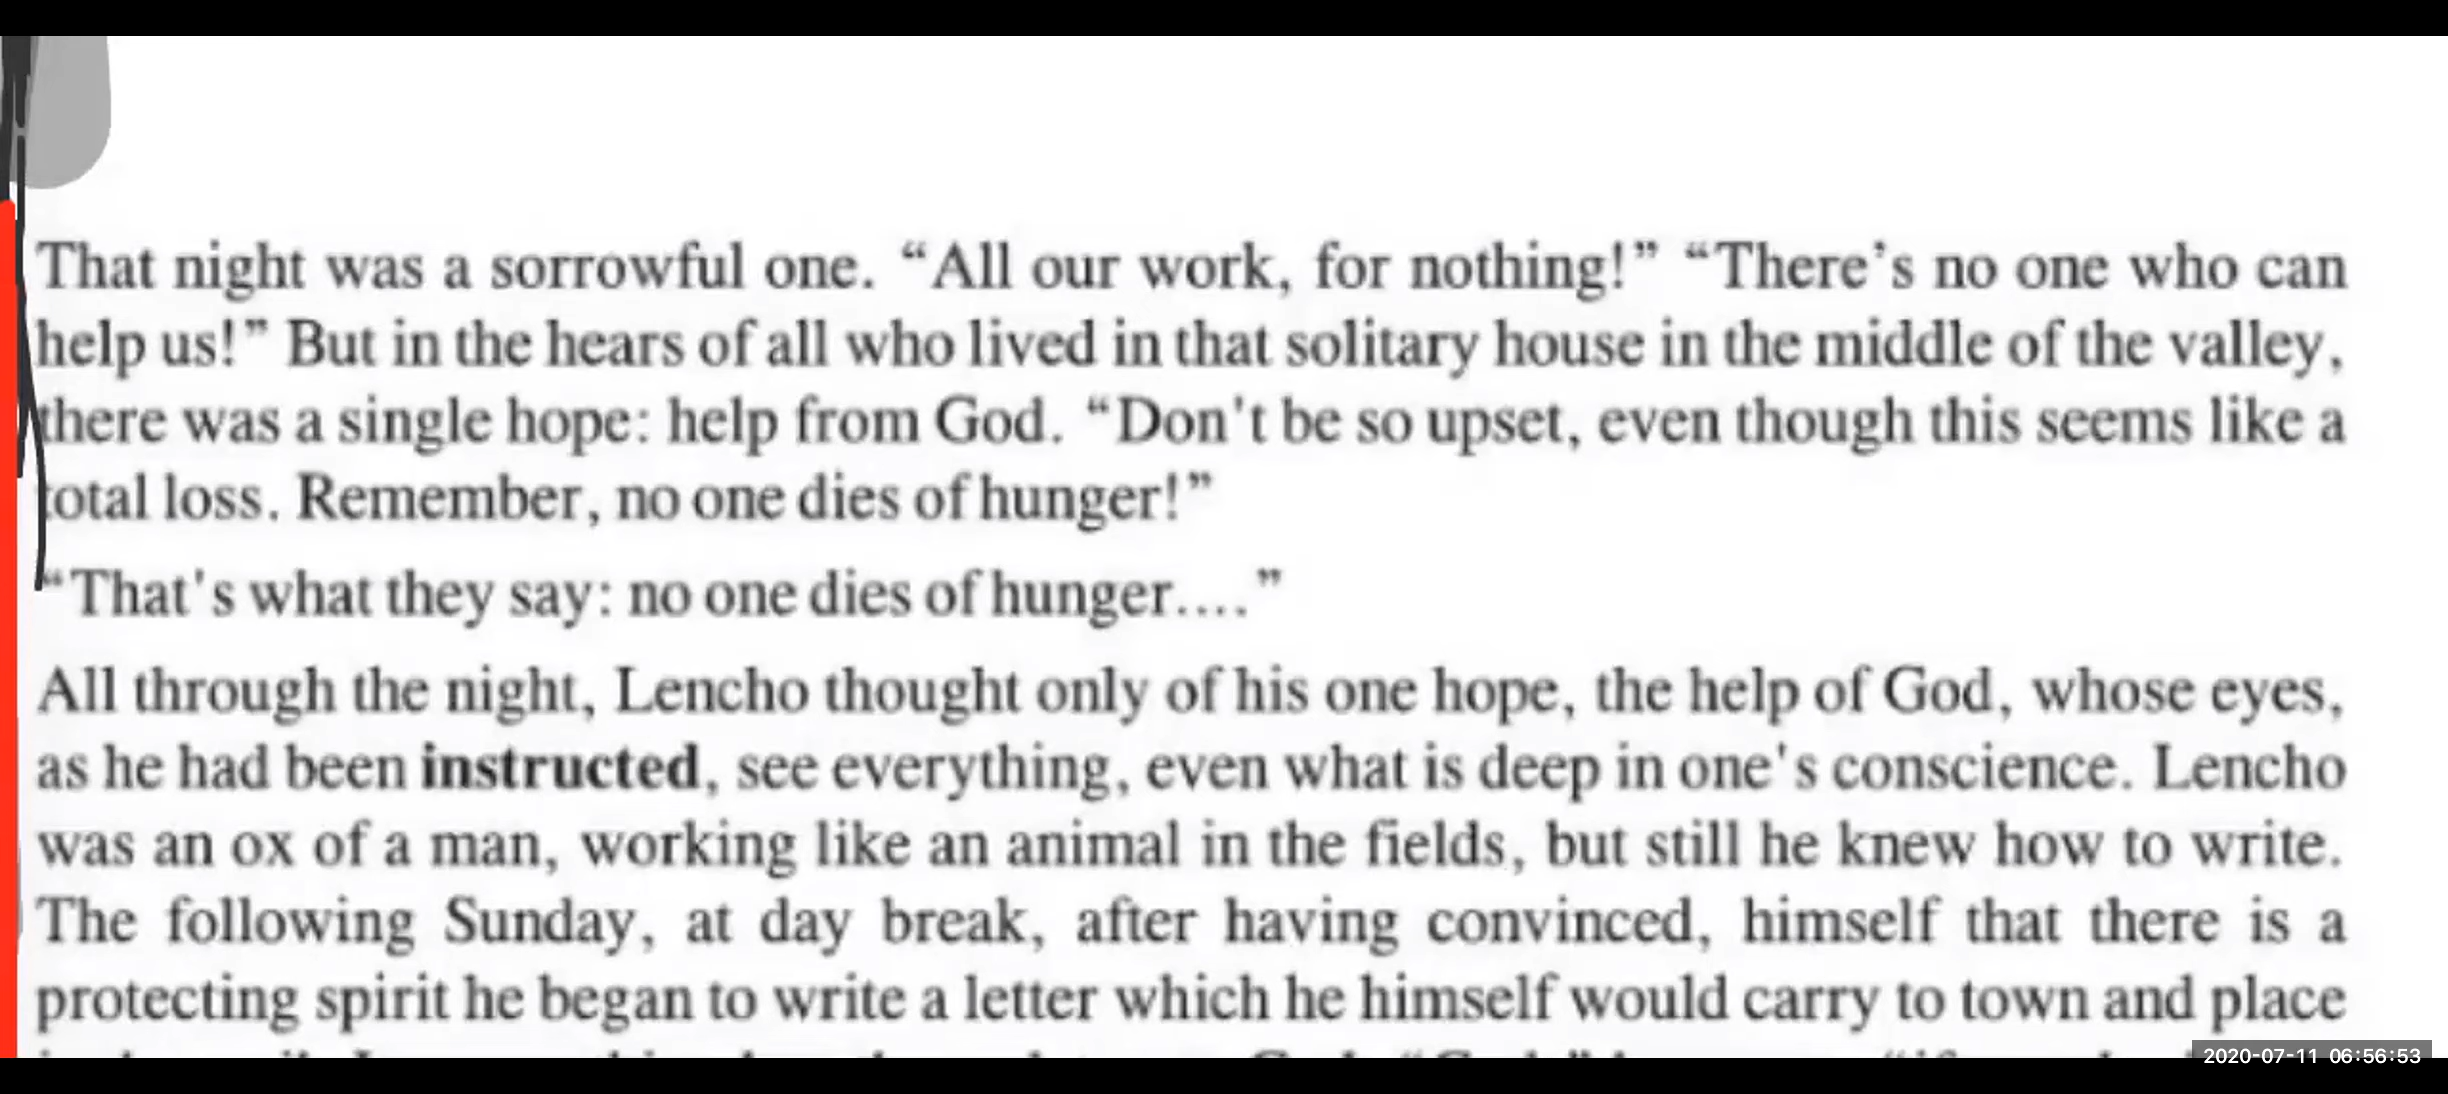 That night was a sorrowful one. “All our work, for nothing!” “There’s no one who can
help us!” But in the hears of all who lived in that solitary house in the middle of the valley,
there was a single hope: help from God. “Don't be so upset, even though this seems like a
total loss. Remember, no one dies of hunger!”
“That's what they say: no one dies of hunger....”
All through the night, Lencho thought only of his one hope, the help of God, whose eyes,
as he had been instructed, see everything, even what is deep in one's conscience. Lencho
was an ox of a man, working like an animal in the fields, but still he knew how to write.
The following Sunday, at day break, after having convinced, himself that there is a
protecting spirit he began to write a letter which he himself would carry to town and place
2020-07-11 06:56:53